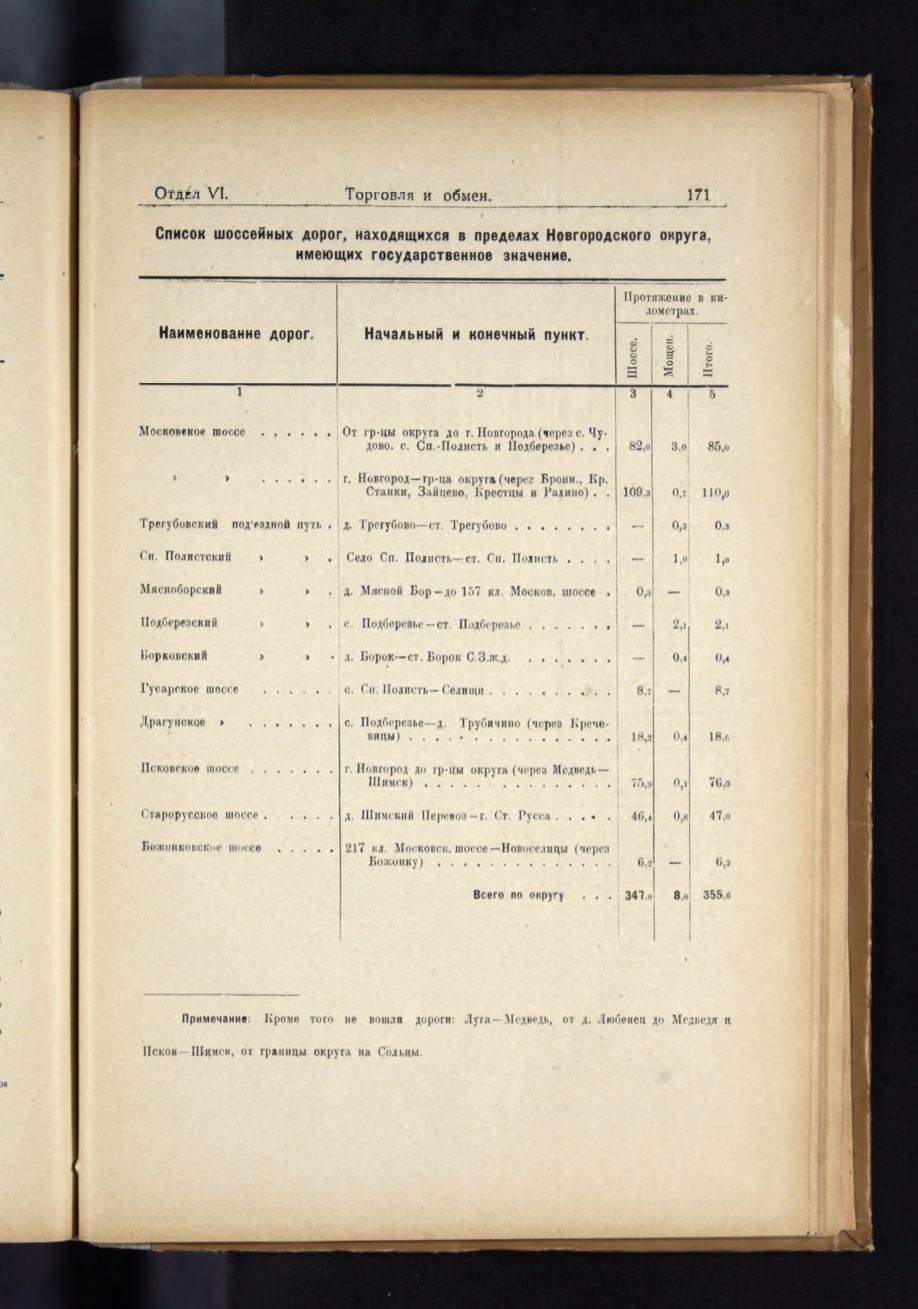 Отдел VI. Торговля и обмен. 171
Список шоссейных дорог, находящихся в пределах Новгородского округа,
имеющих государственное значение.
Наименование дорог. Начальный и конечный пункт. Протяжение в ки-
лометрах.
Шоссе. Мощен. Итого.
1 2 3 4 5
Московское шоссе . . . . . . От гр-цы округа до г. Новгорода (через с. Чу-
дово, с. Сп.-Полисть и Подберезье) . . . 82,0 3,0 85,0
› › . . . . . . г. Новгород—гр-ца округа (через Бронн., Кр.
Станки, Зайцево, Крестцы и Рахино) . . 109,3 0,7 110,0
Трегубовский под'ездной путь . д. Трегубово—ст. Трегубово . . . . . . . . — 0,3 0,3
Сп. Полистский › › . Село Сп. Полисть—ст. Сп. Полисть . . . . — 1,0 1,0
Мясноборский › › . д. Мясной Бор—до 157 кл. Москов. шоссе . 0,3 — 0,3
Подберезский › › . с. Подберезье—ст. Подберезье . . . . . . . — 2,1 2,1
Борковский › › . д. Борок—ст. Борок С.З.ж.д. . . . . . . . — 0,4 0,4
Гусарское шоссе . . . . . . с. Сп. Полисть—Селищи . . . . . . . . . . 8,7 — 8,7
Драгунское › . . . . . . . с. Подберезье—д. Трубичино (через Крече-
вицы) . . . . . . . . . . . . . . . . 18,2 0,4 18,6
Псковское шоссе . . . . . . . г. Новгород до гр-цы округа (через Медведь—
Шимск) . . . . . . . . . . . . . . . 75,9 0,1 76,0
Старорусское шоссе . . . . . д. Шимский Перевоз—г. Ст. Русса . . . . . 46,4 0,6 47,0
Божонковское шоссе . . . . . 217 кл. Московск. шоссе—Новоселицы (через
Божонку) . . . . . . . . . . . . . . 6,2 — 6,2
Всего по округу . . . 347,0 8,6 355,6
Примечание: Кроме того не вошли дороги: Луга—Медведь, от д. Любенец до Медведя и
Псков—Шимск, от границы округа на Сольцы.